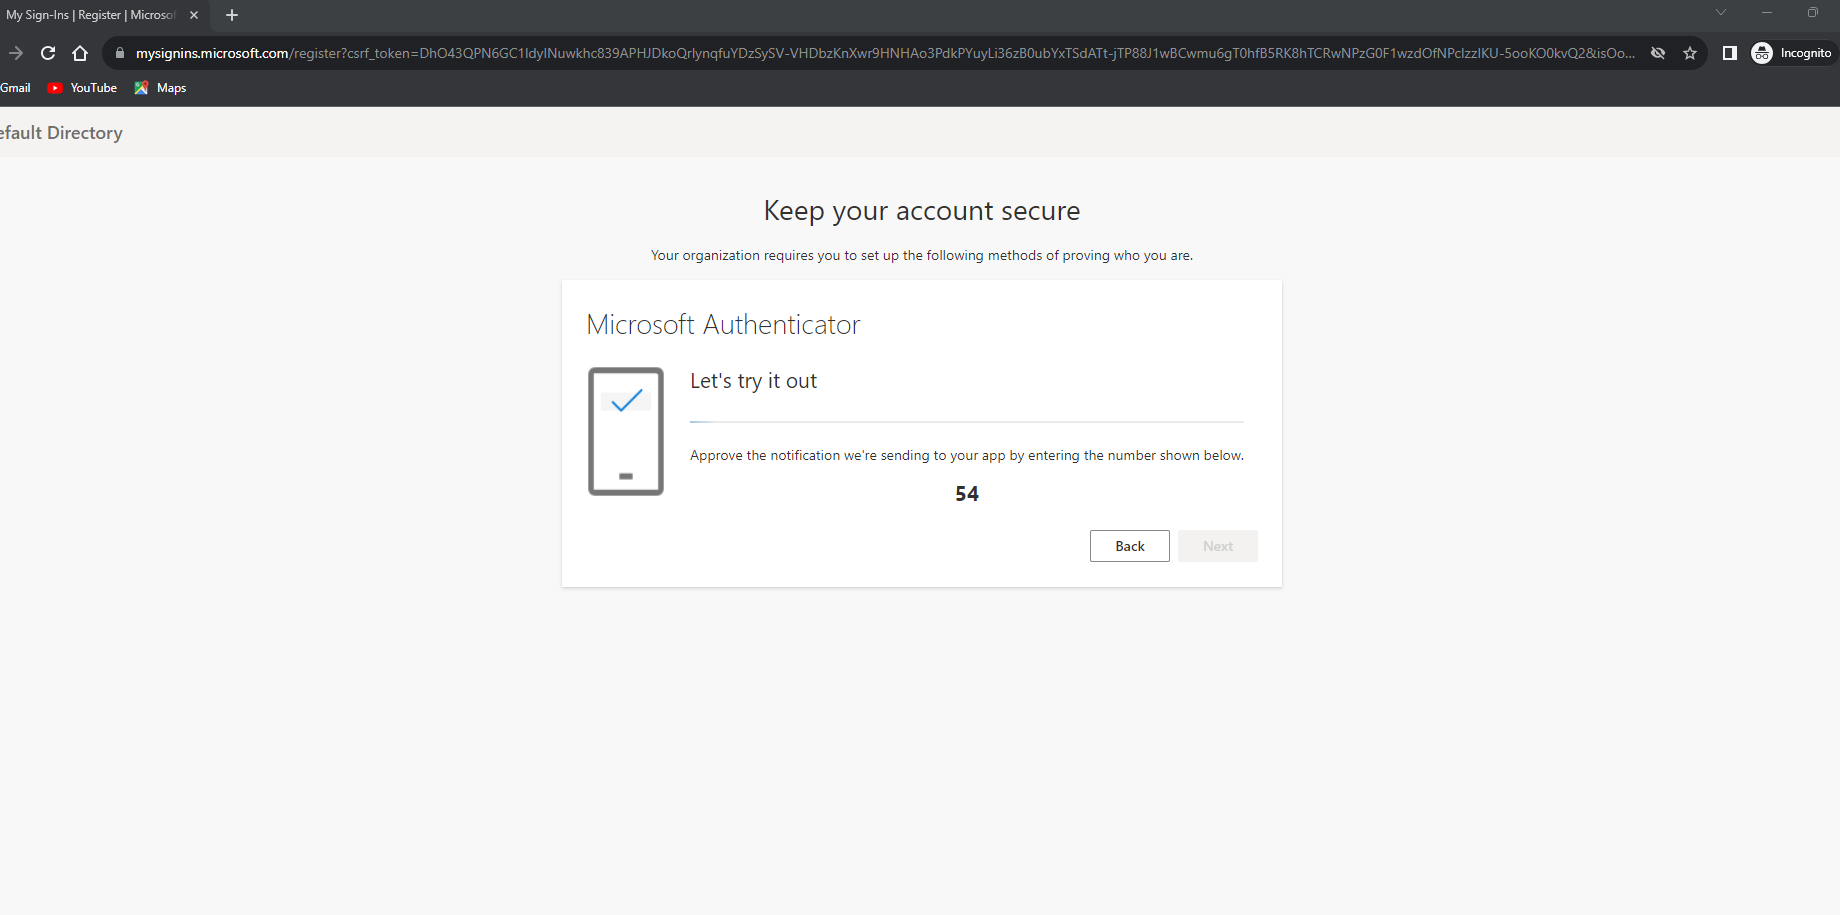 My Sign-Ins | Register | Microsof
mysignins.microsoft.com/register?csrf_token=DhO43QPN6GC1IdyINuwkhc839APHJDkoQrlynqfuYDzSySV-VHDbzKnXwr9HNHAo3PdkPYuyLi36zB0ubYxTSdATt-jTP88J1wBCwmu6gT0hfB5RK8hTCRwNPzG0F1wzdOfNPclzzIKU-5ooKO0kvQ2&isOo...
Incognito
Gmail
YouTube
Maps
efault Directory
Keep your account secure
Your organization requires you to set up the following methods of proving who you are.
Microsoft Authenticator
Let's try it out
Approve the notification we're sending to your app by entering the number shown below.
54
Back
Next